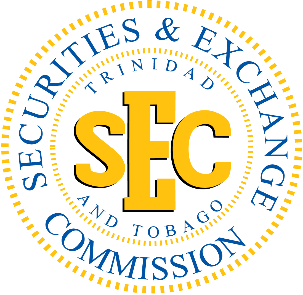 SECURITIES & EXCHANGE
TRINIDAD
SEC
AND TOBAGO
COMMISSION